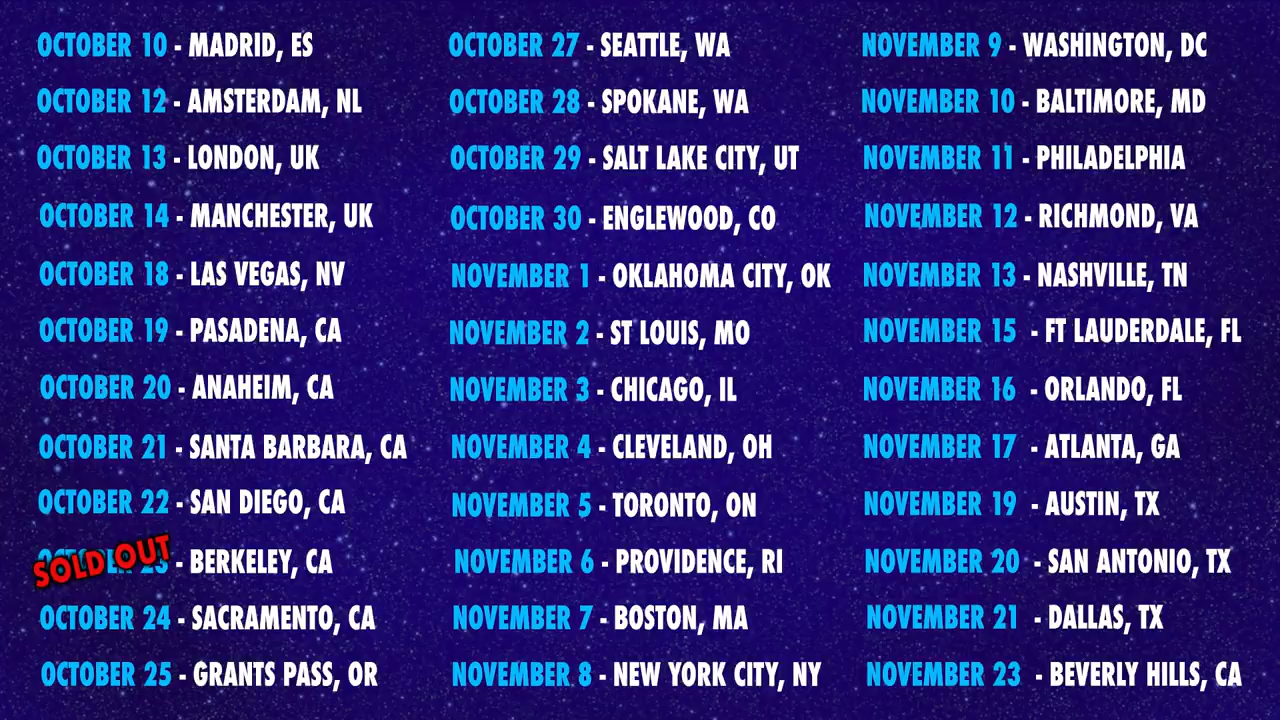 OCTOBER 10 - MADRID, ES
OCTOBER 12 - AMSTERDAM, NL
OCTOBER 13 - LONDON, UK
OCTOBER 14 - MANCHESTER, UK
OCTOBER 18 - LAS VEGAS, NV
OCTOBER 19 - PASADENA, CA
OCTOBER 20 - ANAHEIM, CA
OCTOBER 21 - SANTA BARBARA, CA
OCTOBER 22 - SAN DIEGO, CA
OCTOBER 23 - BERKELEY, CA
SOLD OUT
OCTOBER 24 - SACRAMENTO, CA
OCTOBER 25 - GRANTS PASS, OR
OCTOBER 27 - SEATTLE, WA
OCTOBER 28 - SPOKANE, WA
OCTOBER 29 - SALT LAKE CITY, UT
OCTOBER 30 - ENGLEWOOD, CO
NOVEMBER 1 - OKLAHOMA CITY, OK
NOVEMBER 2 - ST LOUIS, MO
NOVEMBER 3 - CHICAGO, IL
NOVEMBER 4 - CLEVELAND, OH
NOVEMBER 5 - TORONTO, ON
NOVEMBER 6 - PROVIDENCE, RI
NOVEMBER 7 - BOSTON, MA
NOVEMBER 8 - NEW YORK CITY, NY
NOVEMBER 9 - WASHINGTON, DC
NOVEMBER 10 - BALTIMORE, MD
NOVEMBER 11 - PHILADELPHIA
NOVEMBER 12 - RICHMOND, VA
NOVEMBER 13 - NASHVILLE, TN
NOVEMBER 15 - FT LAUDERDALE, FL
NOVEMBER 16 - ORLANDO, FL
NOVEMBER 17 - ATLANTA, GA
NOVEMBER 19 - AUSTIN, TX
NOVEMBER 20 - SAN ANTONIO, TX
NOVEMBER 21 - DALLAS, TX
NOVEMBER 23 - BEVERLY HILLS, CA